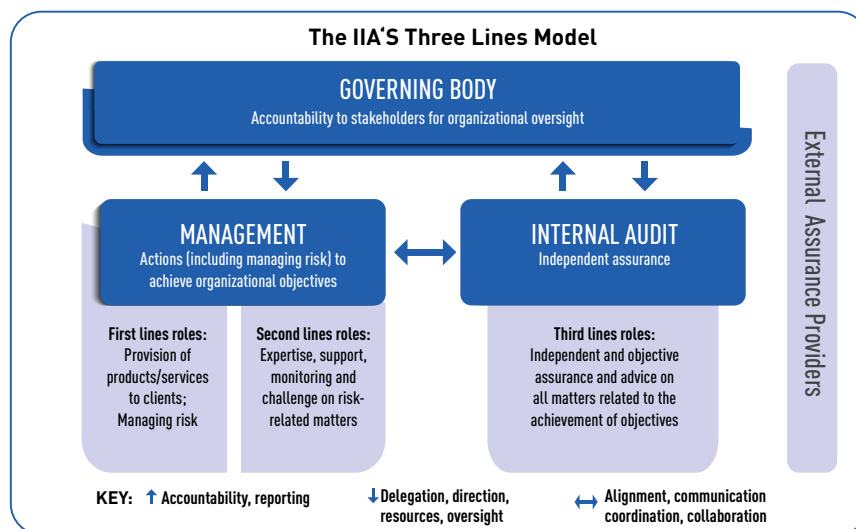 The IIA‘S Three Lines Model
GOVERNING BODY
Accountability to stakeholders for organizational oversight
MANAGEMENT
Actions (including managing risk) to
achieve organizational objectives
INTERNAL AUDIT
Independent assurance
First lines roles:
Provision of
products/services
to clients;
Managing risk
Second lines roles:
Expertise, support,
monitoring and
challenge on risk-
related matters
Third lines roles:
Independent and objective
assurance and advice on
all matters related to the
achievement of objectives
External Assurance Providers
KEY: Accountability, reporting
Delegation, direction,
resources, oversight
Alignment, communication
coordination, collaboration